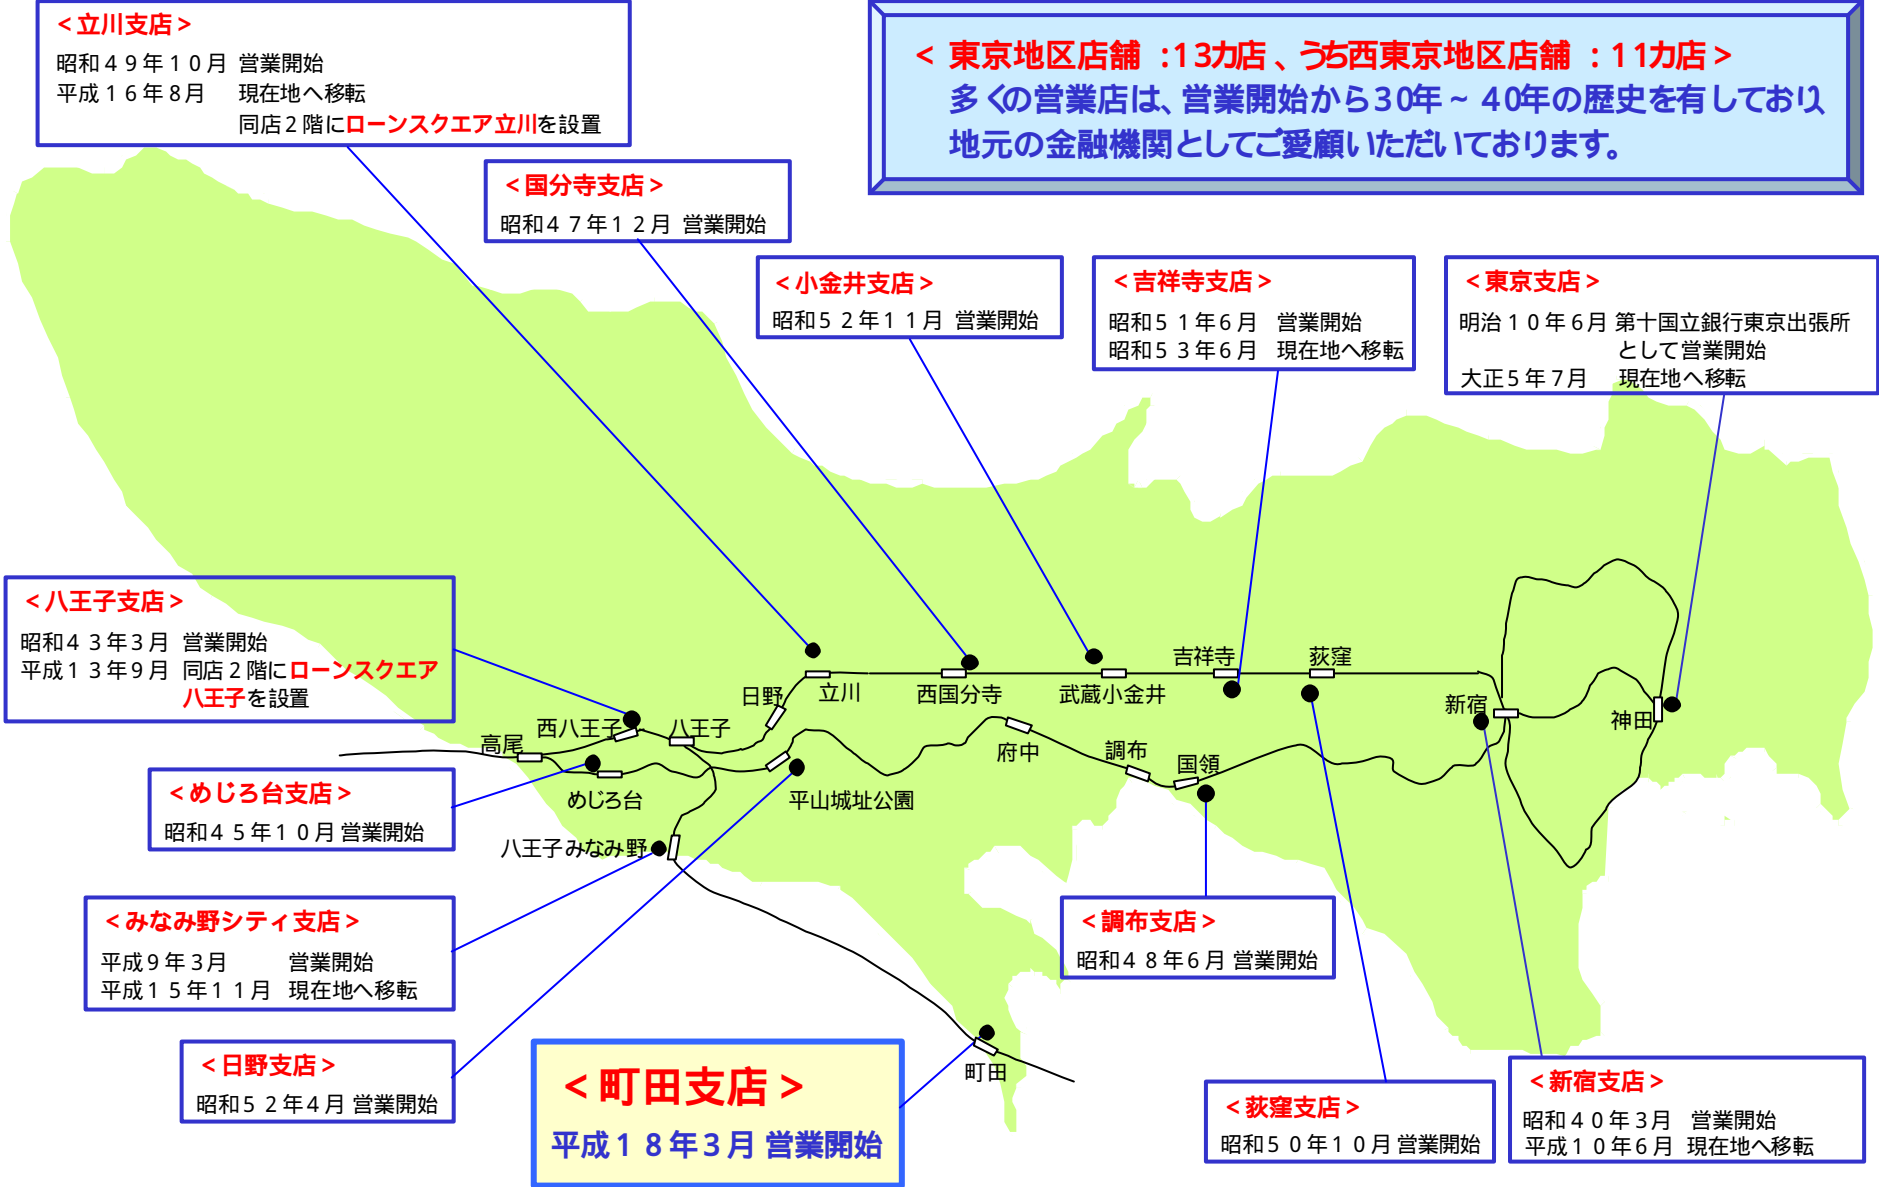 <立川支店>
昭和49年10月 営業開始
平成16年8月 現在地へ移転
同店2階にローンスクエア立川を設置
< 東京地区店舗 :13カ店、うち西東京地区店舗 :11カ店>
多くの営業店は、営業開始から30年~40年の歴史を有しており、
地元の金融機関としてご愛顧いただいております。
<国分寺支店>
昭和47年12月 営業開始
<小金井支店>
昭和52年11月 営業開始
<吉祥寺支店>
昭和51年6月 営業開始
昭和53年6月 現在地へ移転
<東京支店>
明治10年6月 第十国立銀行東京出張所
として営業開始
大正5年7月 現在地へ移転
<八王子支店>
昭和43年3月 営業開始
平成13年9月 同店2階にローンスクエア
八王子を設置
吉祥寺
荻窪
日野
立川
西国分寺
武蔵小金井
新宿
神田
西八王子
八王子
高尾
府中
調布
国領
めじろ台
平山城址公園
八王子みなみ野
町田
<めじろ台支店>
昭和45年10月 営業開始
<みなみ野シティ支店>
平成9年3月 営業開始
平成15年11月 現在地へ移転
<日野支店>
昭和52年4月 営業開始
<町田支店>
平成18年3月 営業開始
<調布支店>
昭和48年6月 営業開始
<荻窪支店>
昭和50年10月 営業開始
<新宿支店>
昭和40年3月 営業開始
平成10年6月 現在地へ移転